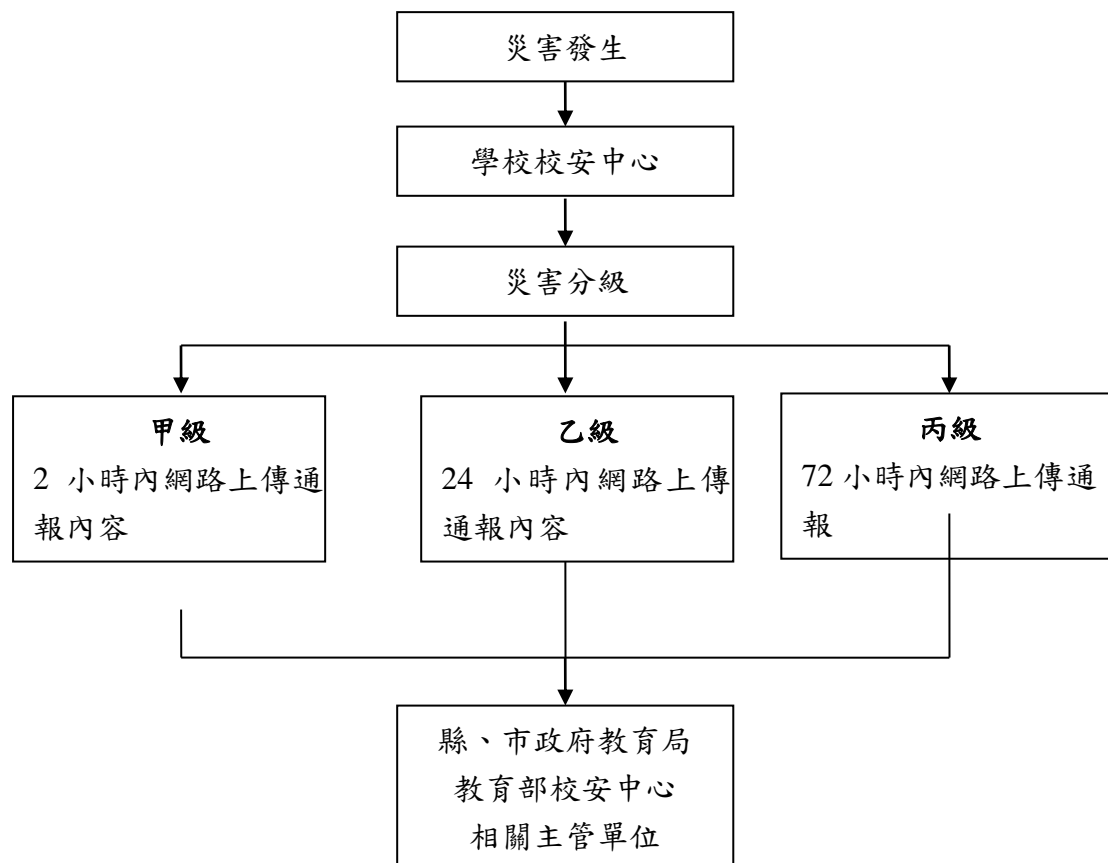 災害發生
學校校安中心
災害分級
甲級
2 小時內網路上傳通
報內容
乙級
24 小時內網路上傳
通報內容
丙級
72 小時內網路上傳通
報
縣、市政府教育局
教育部校安中心
相關主管單位